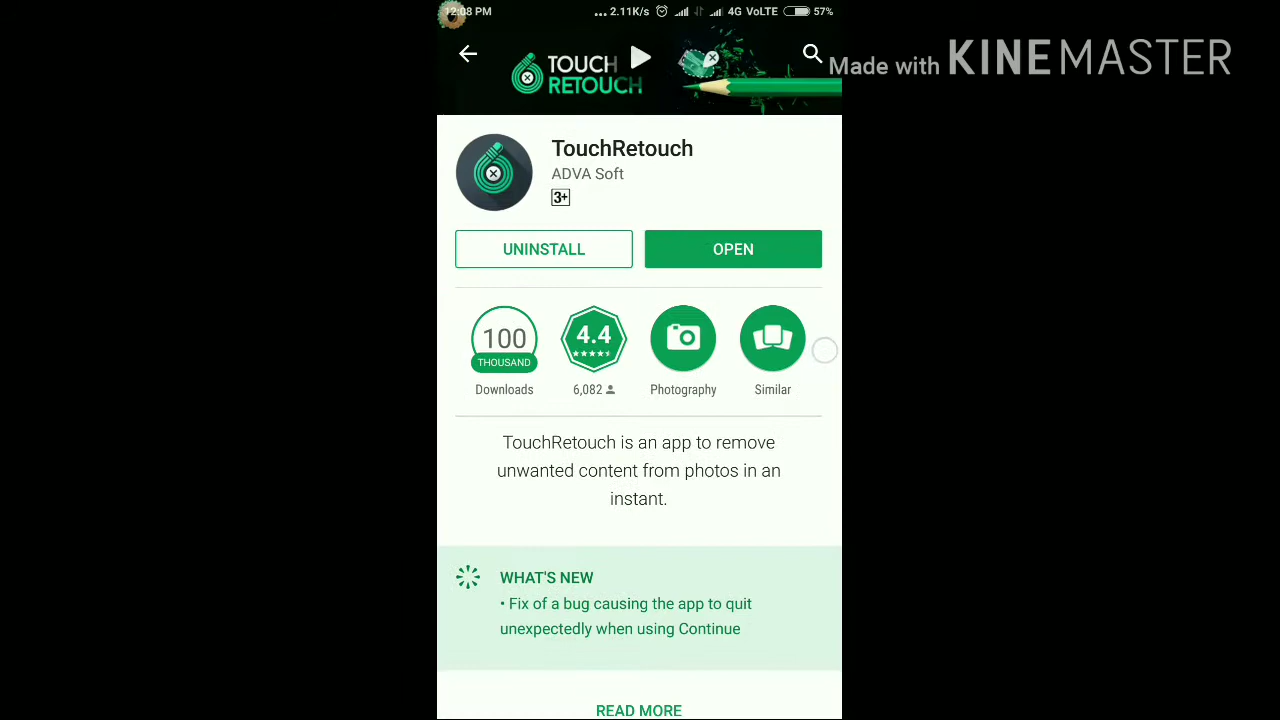 12:08 PM
... 2.11K/s 4G VoLTE 57%
TOUCH
RETOUCH
Made with KINEMASTER
TouchRetouch
ADVA Soft
3+
UNINSTALL
OPEN
100
THOUSAND
4.4
Downloads
6,082
Photography
Similar
TouchRetouch is an app to remove
unwanted content from photos in an
instant.
WHAT'S NEW
• Fix of a bug causing the app to quit
unexpectedly when using Continue
READ MORE